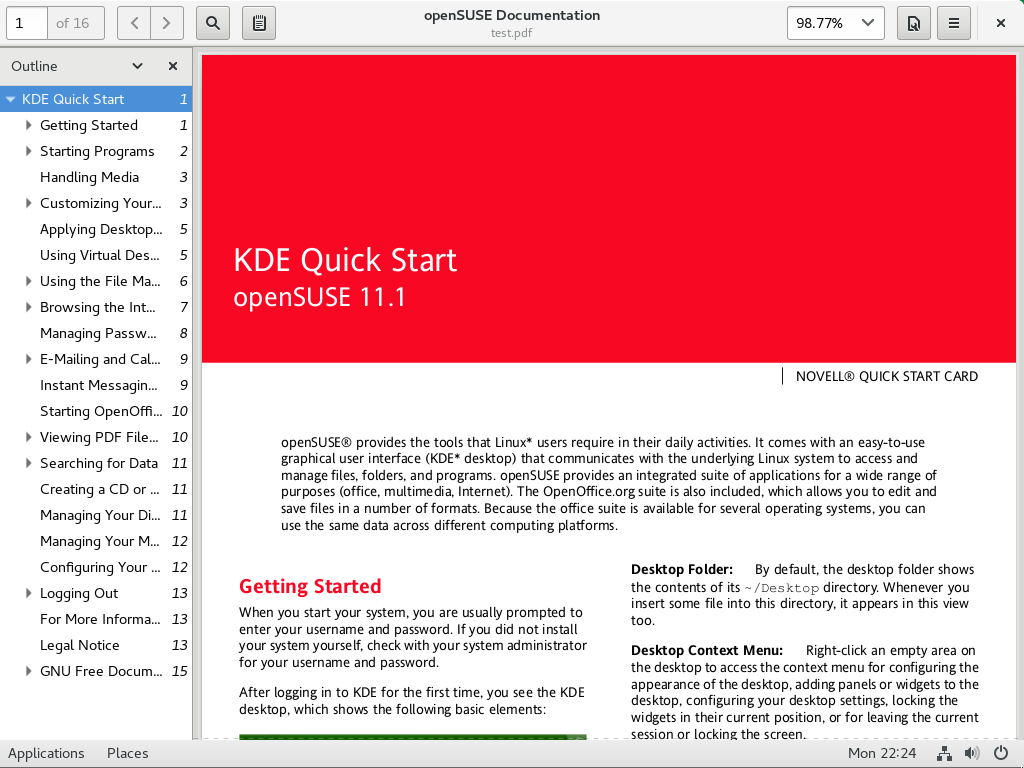 1 of 16
openSUSE Documentation
test.pdf
98.77%
Outline
KDE Quick Start 1
Getting Started 1
Starting Programs 2
Handling Media 3
Customizing Your... 3
Applying Desktop... 5
Using Virtual Des... 5
Using the File Ma... 6
Browsing the Int... 7
Managing Passw... 8
E-Mailing and Cal... 9
Instant Messagin... 9
Starting OpenOffi... 10
Viewing PDF File... 10
Searching for Data 11
Creating a CD or ... 11
Managing Your Di... 11
Managing Your M... 12
Configuring Your ... 12
Logging Out 13
For More Informa... 13
Legal Notice 13
GNU Free Docum... 15
KDE Quick Start
openSUSE 11.1
NOVELL® QUICK START CARD
openSUSE® provides the tools that Linux* users require in their daily activities. It comes with an easy-to-use
graphical user interface (KDE* desktop) that communicates with the underlying Linux system to access and
manage files, folders, and programs. openSUSE provides an integrated suite of applications for a wide range of
purposes (office, multimedia, Internet). The OpenOffice.org suite is also included, which allows you to edit and
save files in a number of formats. Because the office suite is available for several operating systems, you can
use the same data across different computing platforms.
Getting Started
When you start your system, you are usually prompted to
enter your username and password. If you did not install
your system yourself, check with your system administrator
for your username and password.
After logging in to KDE for the first time, you see the KDE
desktop, which shows the following basic elements:
Desktop Folder: By default, the desktop folder shows
the contents of its ~/Desktop directory. Whenever you
insert some file into this directory, it appears in this view
too.
Desktop Context Menu: Right-click an empty area on
the desktop to access the context menu for configuring the
appearance of the desktop, adding panels or widgets to the
desktop, configuring your desktop settings, locking the
widgets in their current position, or for leaving the current
session or locking the screen.
Applications Places Mon 22:24